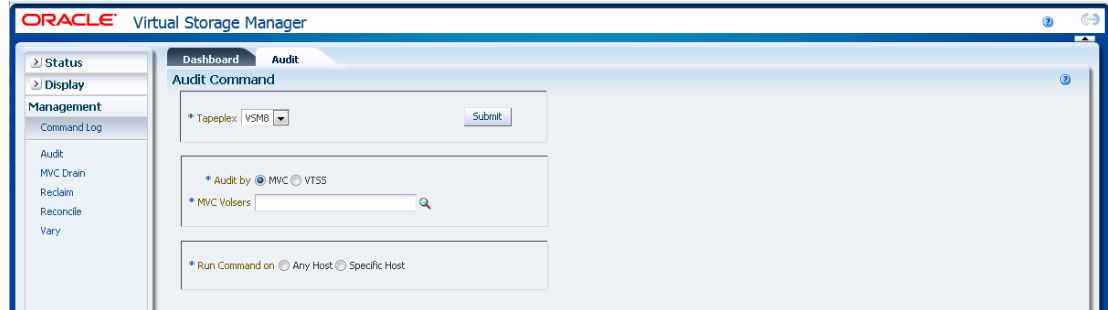 ORACLE Virtual Storage Manager
Status
Dashboard Audit
Display
Audit Command
Management
Command Log
Audit
MVC Drain
Reclaim
Reconcile
Vary
* Tapeplex VSM8 Submit
* Audit by MVC VTSS
* MVC Volsers
* Run Command on Any Host Specific Host